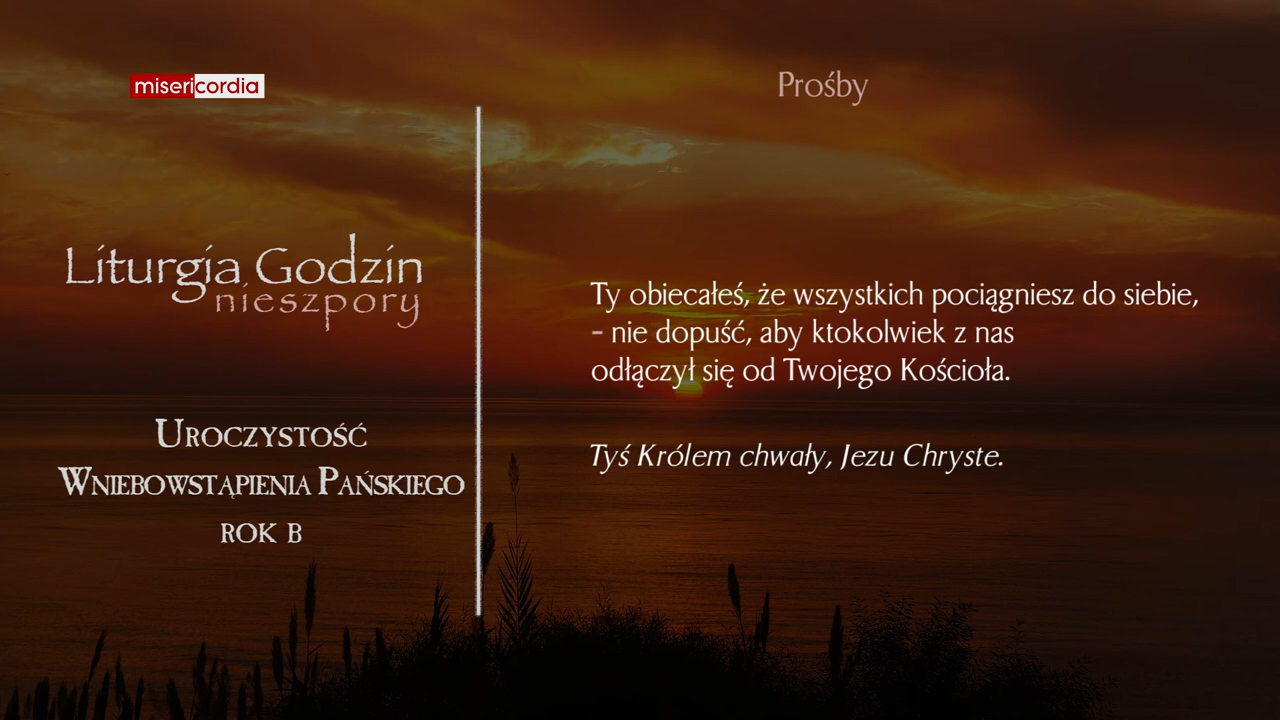 misericordia
Liturgia Godzin
nieszpory
Uroczystość
Wniebowstąpienia Pańskiego
rok B
Prośby
Ty obiecałeś, że wszystkich pociągniesz do siebie,
- nie dopuść, aby ktokolwiek z nas
odłączył się od Twojego Kościoła.
Tyś Królem chwały, Jezu Chryste.